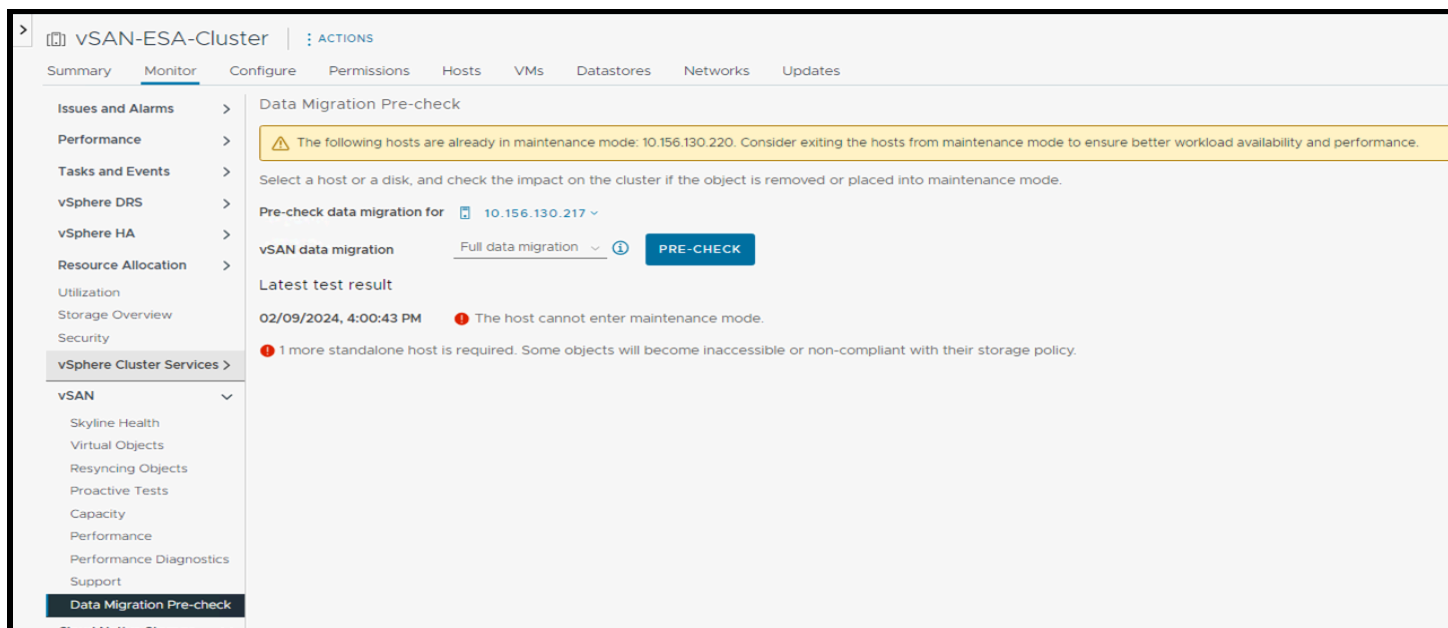 vSAN-ESA-Cluster ACTIONS
Summary Monitor Configure Permissions Hosts VMs Datastores Networks Updates
Issues and Alarms
Performance
Tasks and Events
vSphere DRS
vSphere HA
Resource Allocation
Utilization
Storage Overview
Security
vSphere Cluster Services
vSAN
Skyline Health
Virtual Objects
Resyncing Objects
Proactive Tests
Capacity
Performance
Performance Diagnostics
Support
Data Migration Pre-check
Data Migration Pre-check
The following hosts are already in maintenance mode: 10.156.130.220. Consider exiting the hosts from maintenance mode to ensure better workload availability and performance.
Select a host or a disk, and check the impact on the cluster if the object is removed or placed into maintenance mode.
Pre-check data migration for 10.156.130.217
vSAN data migration Full data migration PRE-CHECK
Latest test result
02/09/2024, 4:00:43 PM The host cannot enter maintenance mode.
1 more standalone host is required. Some objects will become inaccessible or non-compliant with their storage policy.